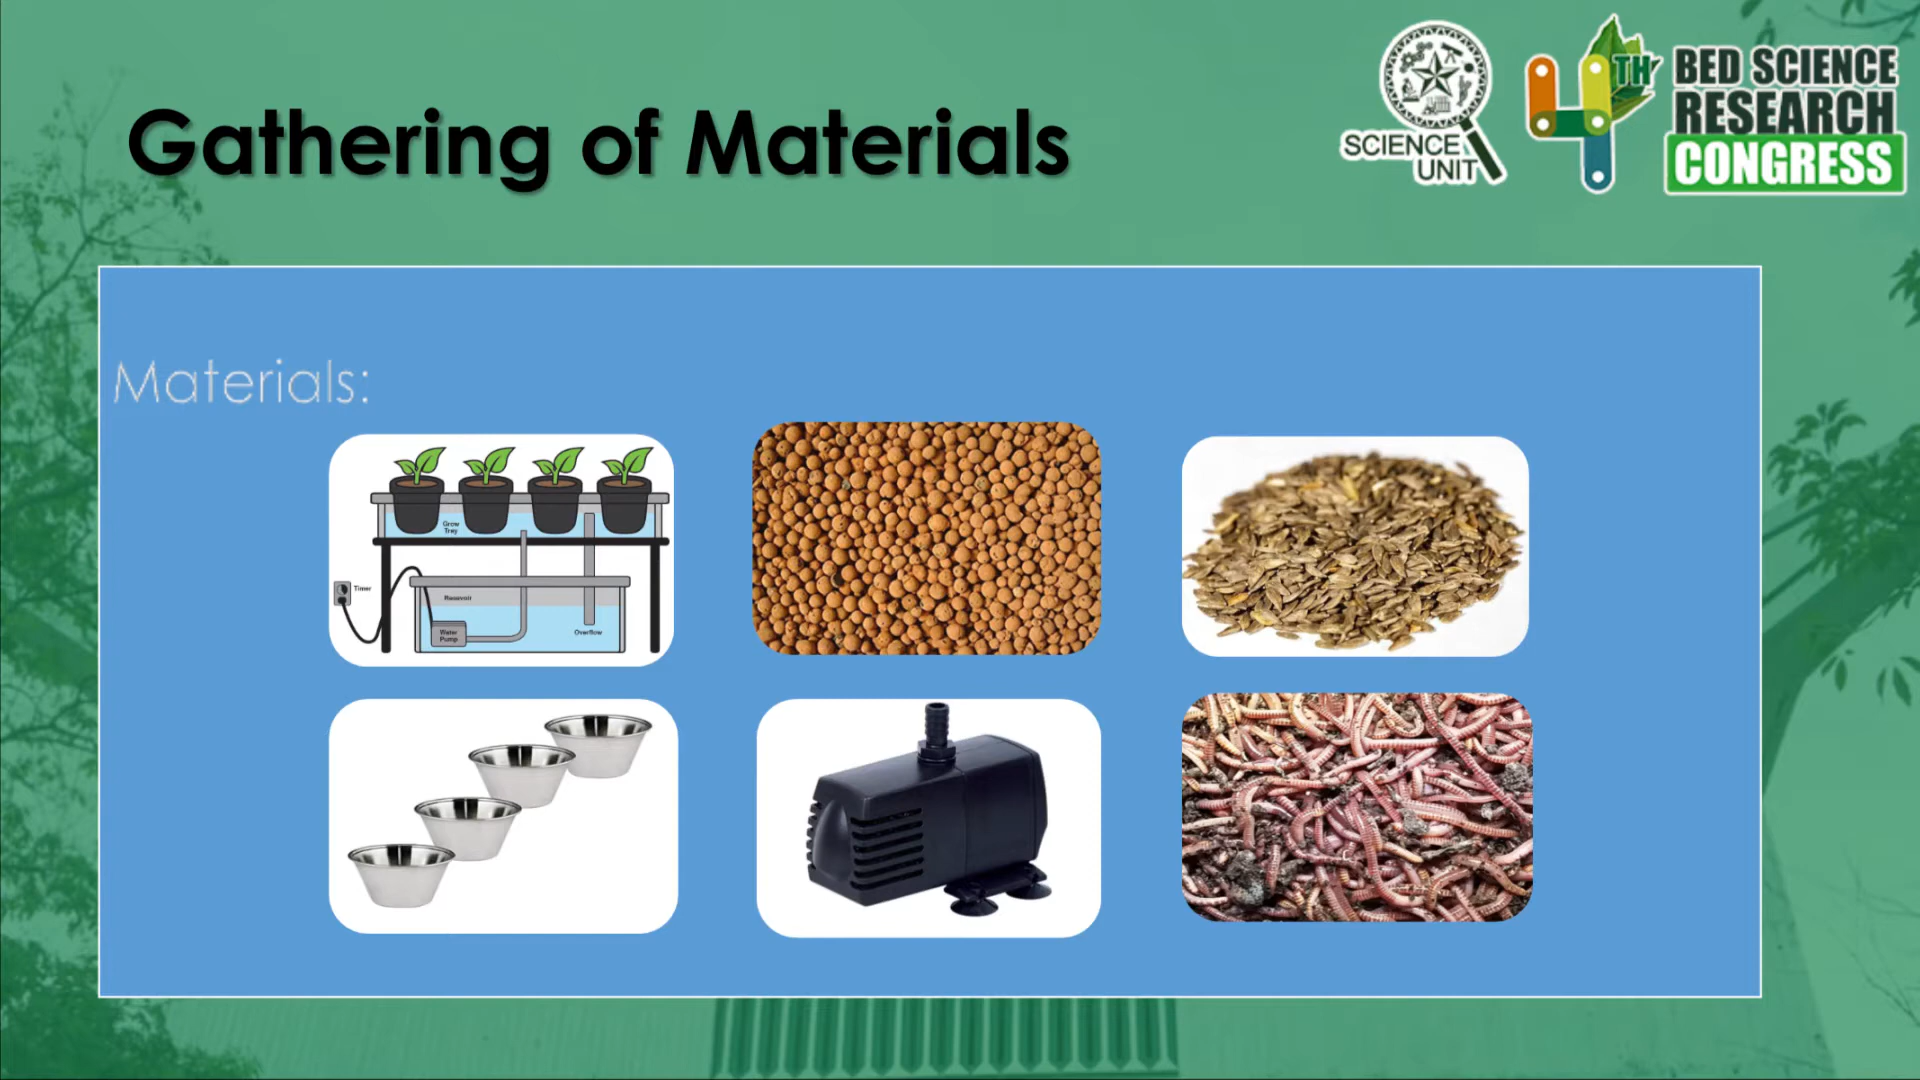 Gathering of Materials
SCIENCE
UNIT
4TH
BED SCIENCE
RESEARCH
CONGRESS
Materials:
Grow
Tray
Timer
Reservoir
Water
Pump
Overflow